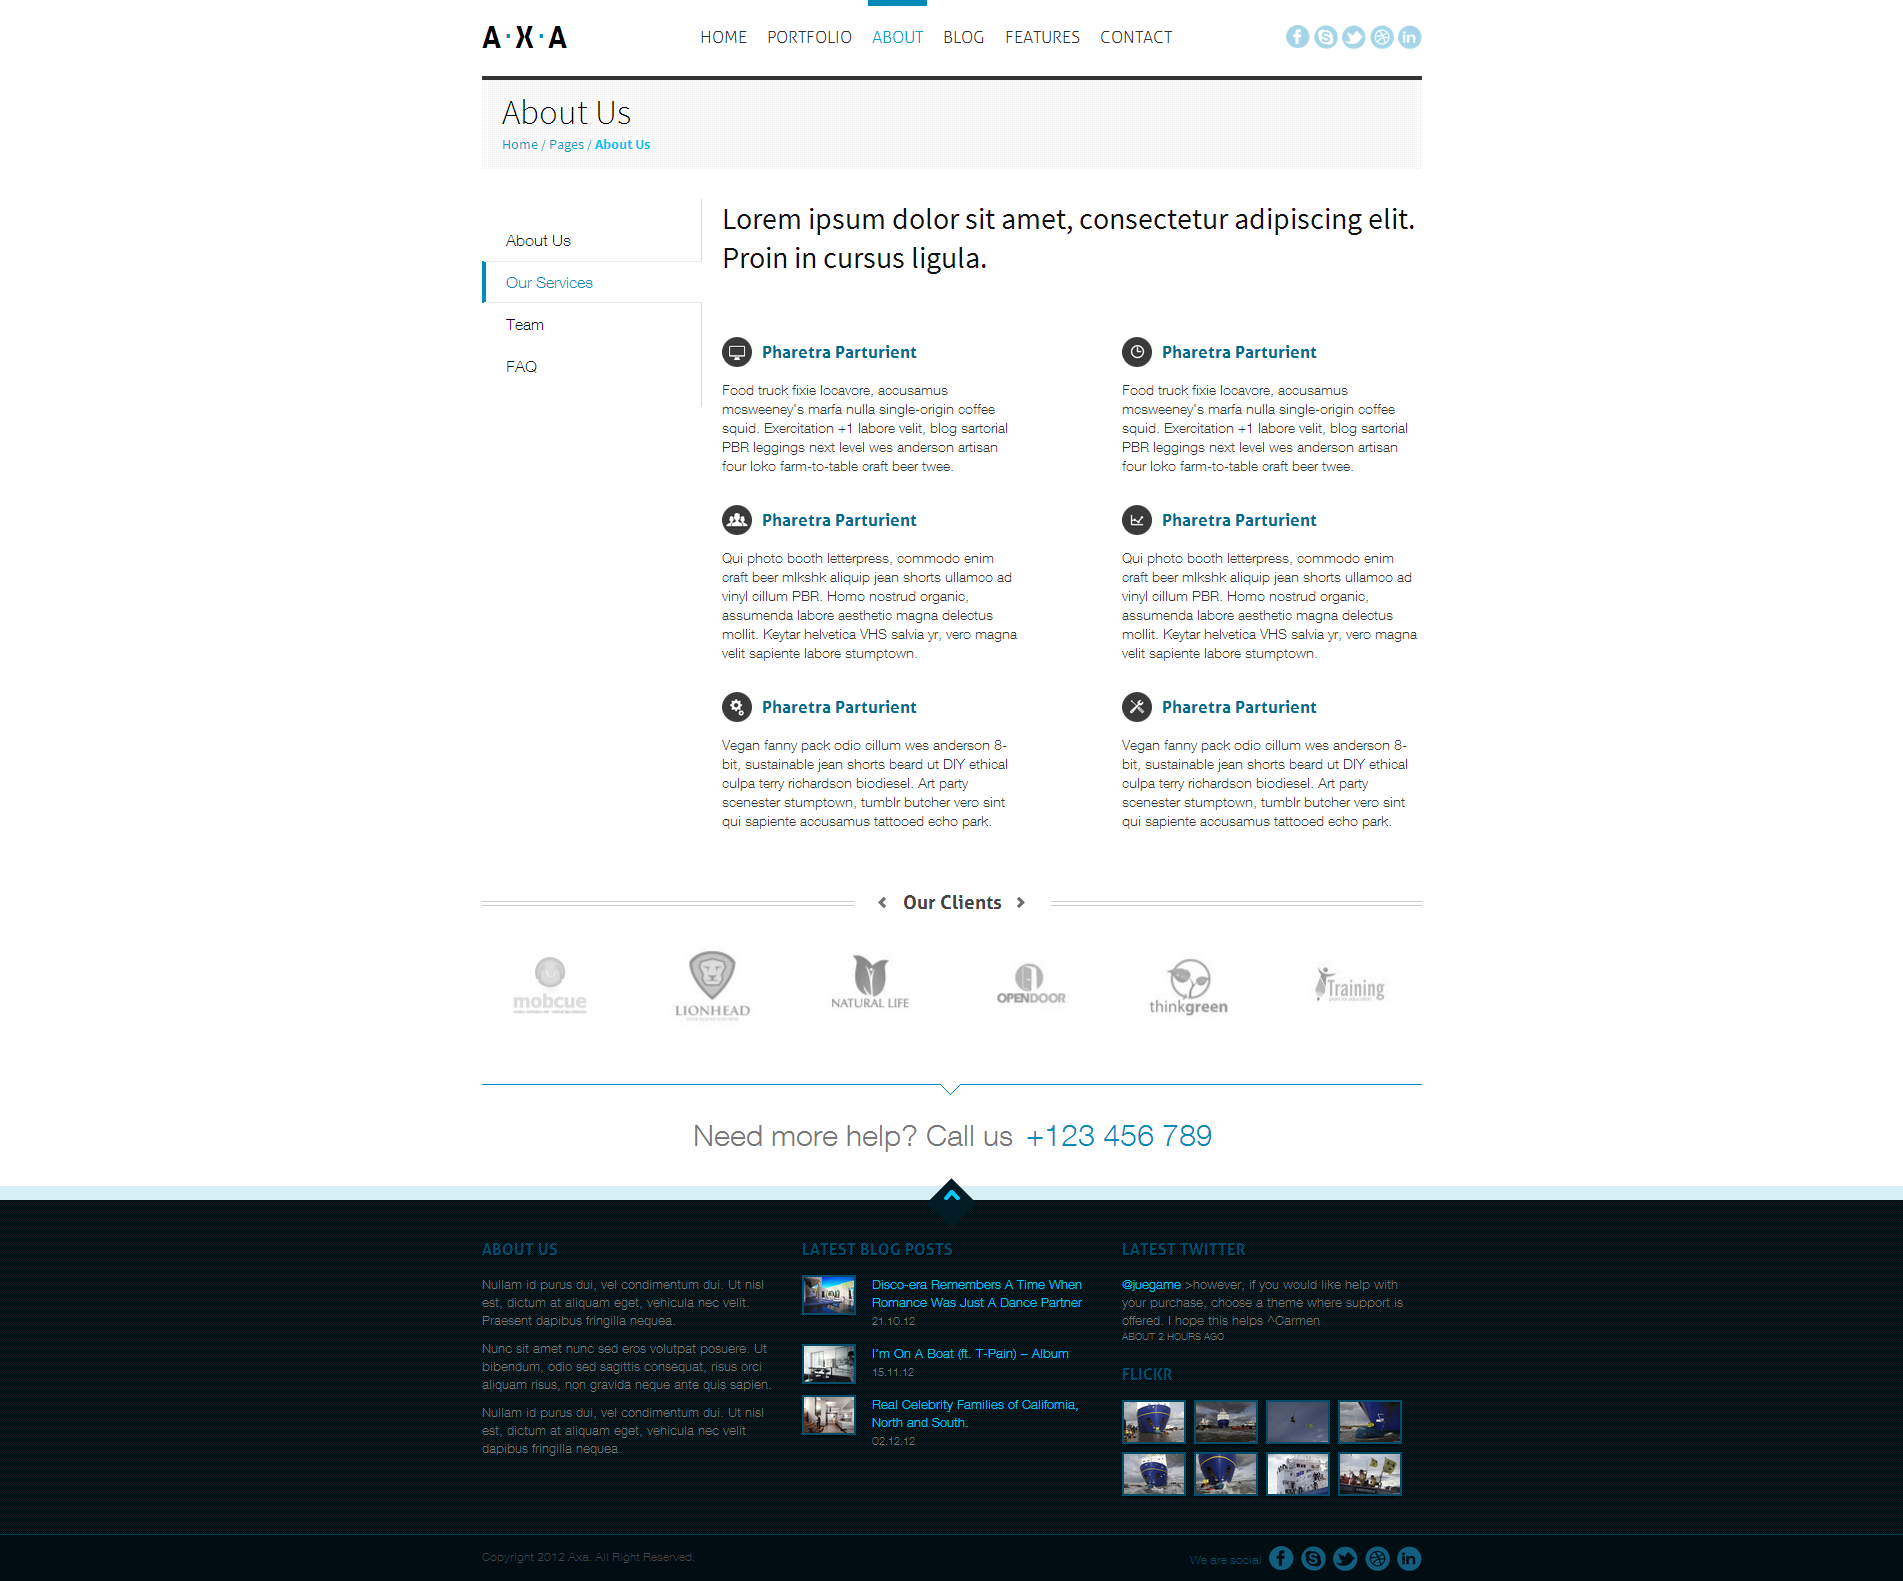 A·X·A
HOME PORTFOLIO ABOUT BLOG FEATURES CONTACT
About Us
Home / Pages / About Us
About Us
Our Services
Team
FAQ
Lorem ipsum dolor sit amet, consectetur adipiscing elit.
Proin in cursus ligula.
Pharetra Parturient
Food truck fixie locavore, accusamus
mcsweeney's marfa nulla single-origin coffee
squid. Exercitation +1 labore velit, blog sartorial
PBR leggings next level wes anderson artisan
four loko farm-to-table craft beer twee.
Pharetra Parturient
Food truck fixie locavore, accusamus
mcsweeney's marfa nulla single-origin coffee
squid. Exercitation +1 labore velit, blog sartorial
PBR leggings next level wes anderson artisan
four loko farm-to-table craft beer twee.
Pharetra Parturient
Qui photo booth letterpress, commodo enim
craft beer mlkshk aliquip jean shorts ullamco ad
vinyl cillum PBR. Homo nostrud organic,
assumenda labore aesthetic magna delectus
mollit. Keytar helvetica VHS salvia yr, vero magna
velit sapiente labore stumptown.
Pharetra Parturient
Qui photo booth letterpress, commodo enim
craft beer mlkshk aliquip jean shorts ullamco ad
vinyl cillum PBR. Homo nostrud organic,
assumenda labore aesthetic magna delectus
mollit. Keytar helvetica VHS salvia yr, vero magna
velit sapiente labore stumptown.
Pharetra Parturient
Vegan fanny pack odio cillum wes anderson 8-
bit, sustainable jean shorts beard ut DIY ethical
culpa terry richardson biodiesel. Art party
scenester stumptown, tumblr butcher vero sint
qui sapiente accusamus tattooed echo park.
Pharetra Parturient
Vegan fanny pack odio cillum wes anderson 8-
bit, sustainable jean shorts beard ut DIY ethical
culpa terry richardson biodiesel. Art party
scenester stumptown, tumblr butcher vero sint
qui sapiente accusamus tattooed echo park.
Our Clients
mobcue
LIONHEAD
NATURAL LIFE
OPENDOOR
thinkgreen
Training
Need more help? Call us +123 456 789
ABOUT US
Nullam id purus dui, vel condimentum dui. Ut nisl
est, dictum at aliquam eget, vehicula nec velit.
Praesent dapibus fringilla nequea.
Nunc sit amet nunc sed eros volutpat posuere. Ut
bibendum, odio sed sagittis consequat, risus orci
aliquam risus, non gravida neque ante quis sapien.
Nullam id purus dui, vel condimentum dui. Ut nisl
est, dictum at aliquam eget, vehicula nec velit
dapibus fringilla nequea.
LATEST BLOG POSTS
Disco-era Remembers A Time When
Romance Was Just A Dance Partner
21.10.12
I'm On A Boat (ft. T-Pain) – Album
15.11.12
Real Celebrity Families of California,
North and South.
02.12.12
LATEST TWITTER
@juegame >however, if you would like help with
your purchase, choose a theme where support is
offered. I hope this helps ^Carmen
ABOUT 2 HOURS AGO
FLICKR
Copyright 2012 Axa. All Right Reserved.
We are social